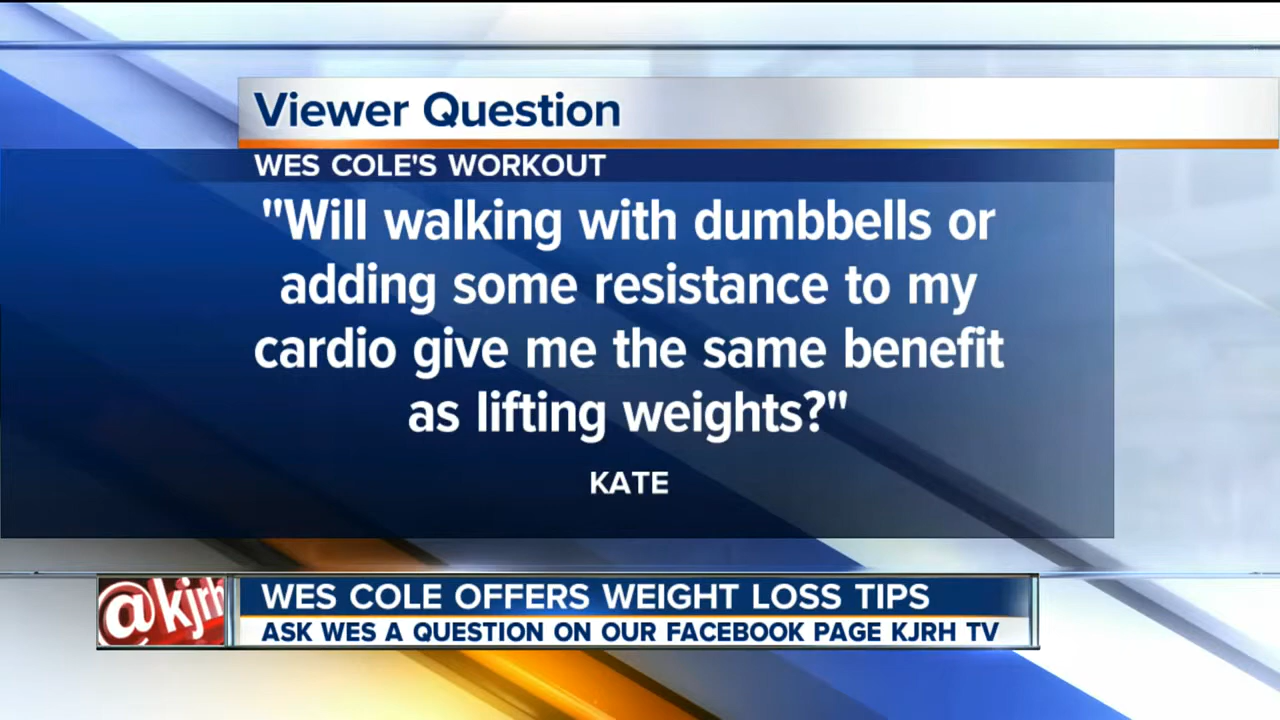 Viewer Question
WES COLE'S WORKOUT
"Will walking with dumbbells or
adding some resistance to my
cardio give me the same benefit
as lifting weights?"
KATE
@kjrh
WES COLE OFFERS WEIGHT LOSS TIPS
ASK WES A QUESTION ON OUR FACEBOOK PAGE KJRH TV